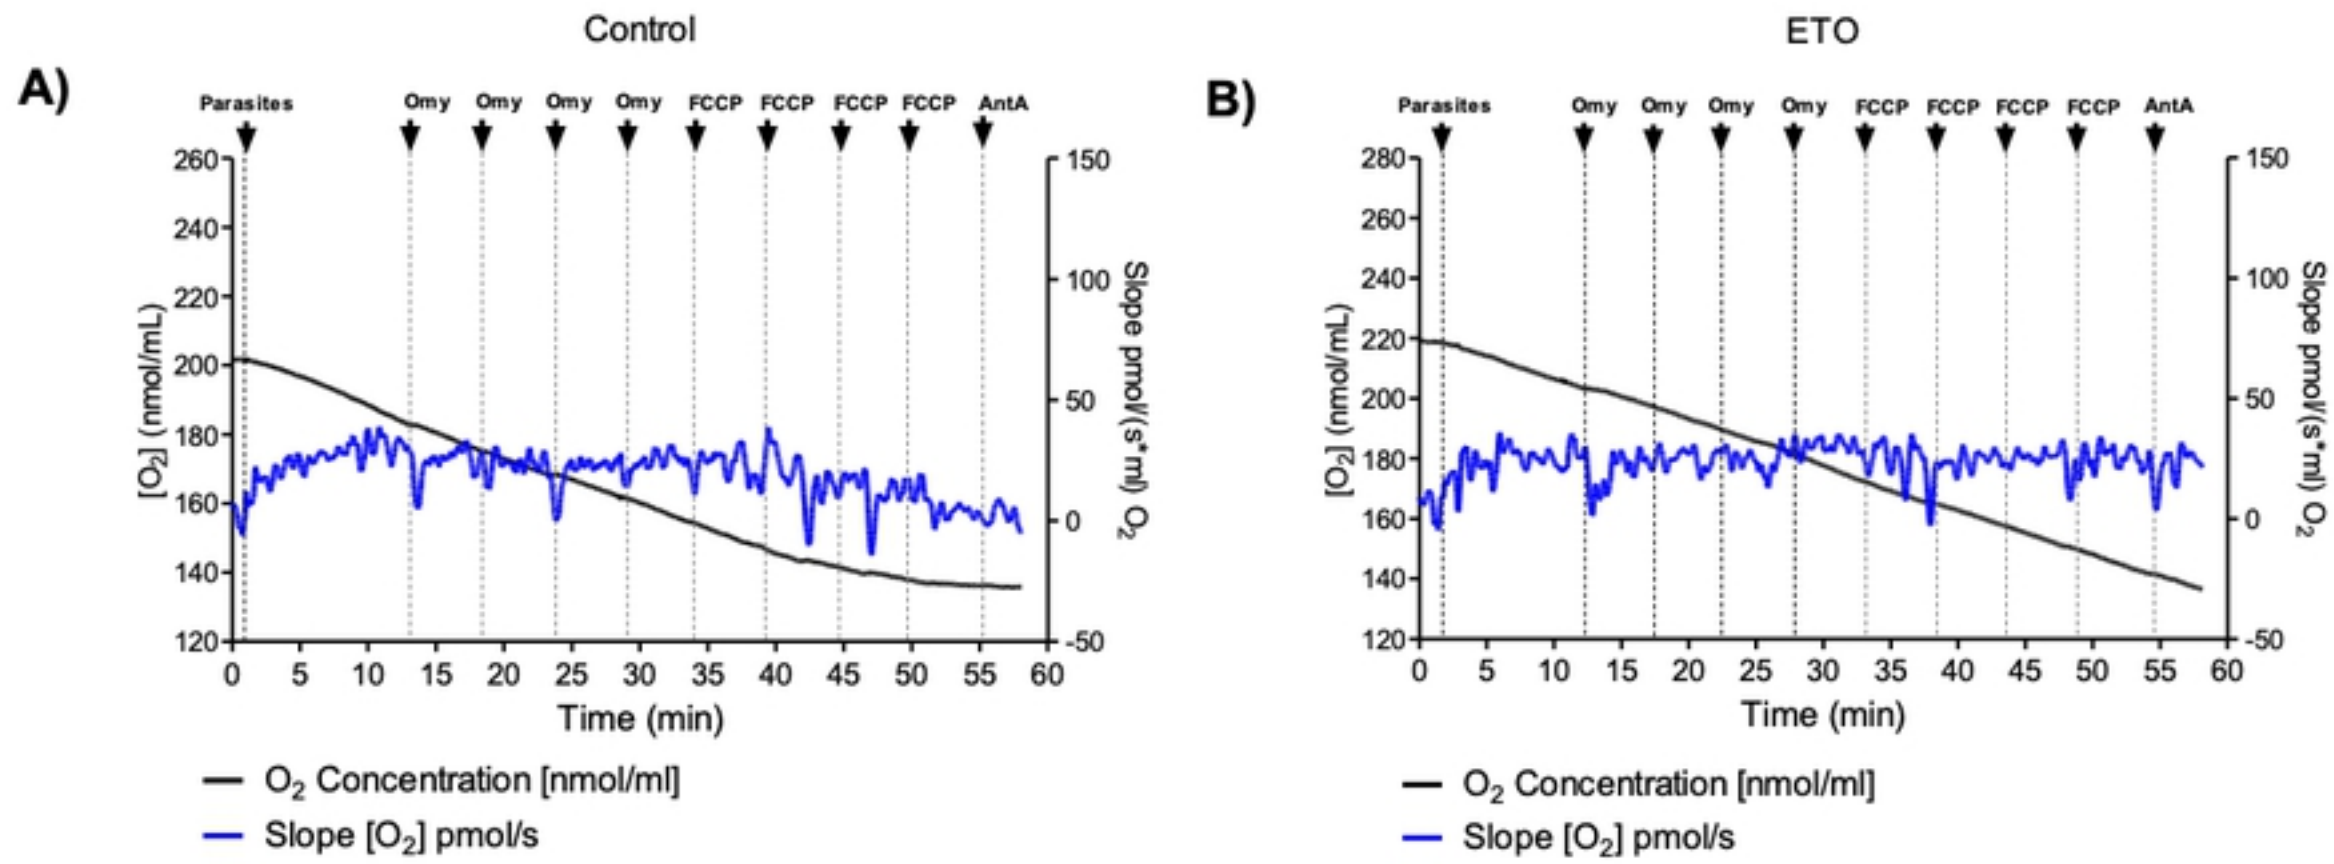 Control
ETO
A)
Parasites Omy Omy Omy Omy FCCP FCCP FCCP FCCP AntA
260
240
220
200
180
160
140
120
[O₂] (nmol/mL)
150
100
50
0
-50
Slope pmol/(s*ml) O₂
0 5 10 15 20 25 30 35 40 45 50 55 60
Time (min)
O₂ Concentration [nmol/ml]
Slope [O₂] pmol/s
B)
Parasites Omy Omy Omy Omy FCCP FCCP FCCP FCCP AntA
280
260
240
220
200
180
160
140
120
[O₂] (nmol/mL)
150
100
50
0
-50
Slope pmol/(s*ml) O₂
0 5 10 15 20 25 30 35 40 45 50 55 60
Time (min)
O₂ Concentration [nmol/ml]
Slope [O₂] pmol/s